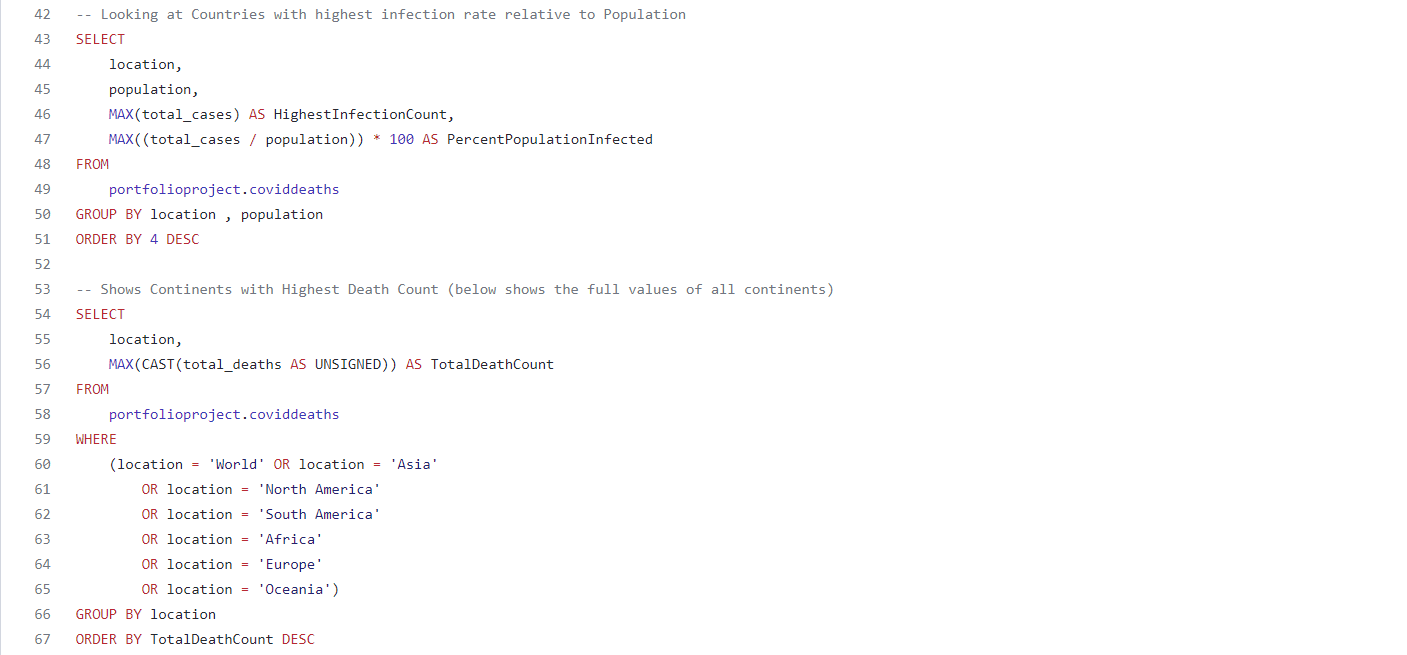 42 -- Looking at Countries with highest infection rate relative to Population
43 SELECT
44     location,
45     population,
46     MAX(total_cases) AS HighestInfectionCount,
47     MAX((total_cases / population)) * 100 AS PercentPopulationInfected
48 FROM
49     portfolioproject.coviddeaths
50 GROUP BY location , population
51 ORDER BY 4 DESC
52
53 -- Shows Continents with Highest Death Count (below shows the full values of all continents)
54 SELECT
55     location,
56     MAX(CAST(total_deaths AS UNSIGNED)) AS TotalDeathCount
57 FROM
58     portfolioproject.coviddeaths
59 WHERE
60     (location = 'World' OR location = 'Asia'
61         OR location = 'North America'
62         OR location = 'South America'
63         OR location = 'Africa'
64         OR location = 'Europe'
65         OR location = 'Oceania')
66 GROUP BY location
67 ORDER BY TotalDeathCount DESC